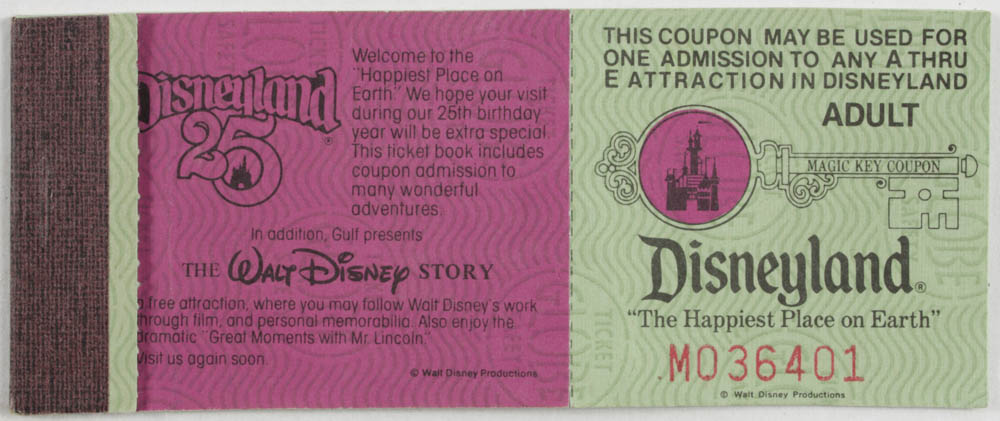 Disneyland
25
®
Welcome to the
"Happiest Place on
Earth." We hope your visit
during our 25th birthday
year will be extra special.
This ticket book includes
coupon admission to
many wonderful
adventures.
In addition, Gulf presents
THE WALT DISNEY STORY
free attraction, where you may follow Walt Disney's work
through film, and personal memorabilia. Also enjoy the
dramatic "Great Moments with Mr. Lincoln."
Visit us again soon.
© Walt Disney Productions
THIS COUPON MAY BE USED FOR
ONE ADMISSION TO ANY A THRU
E ATTRACTION IN DISNEYLAND
ADULT
MAGIC KEY COUPON
Disneyland®
"The Happiest Place on Earth"
M036401
© Walt Disney Productions